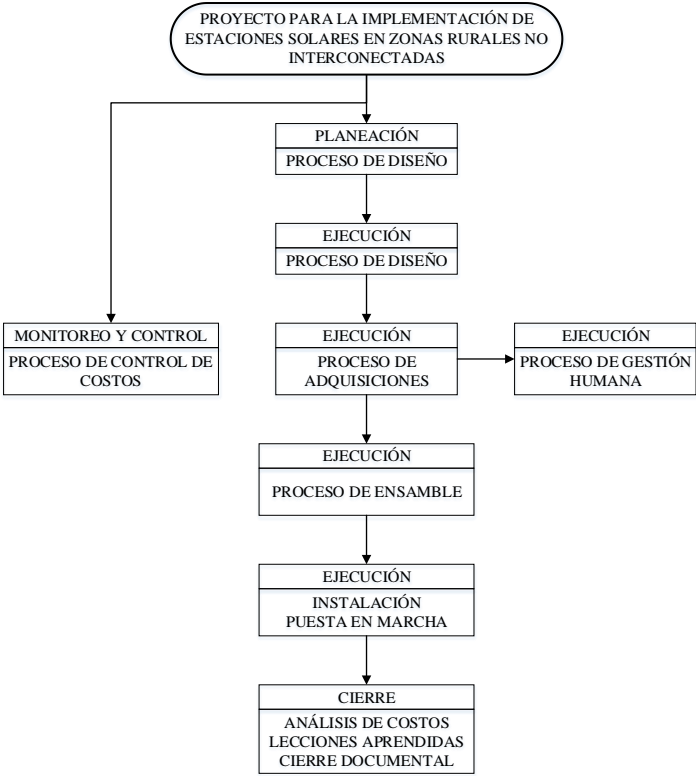 PROYECTO PARA LA IMPLEMENTACIÓN DE
ESTACIONES SOLARES EN ZONAS RURALES NO
INTERCONECTADAS
PLANEACIÓN
PROCESO DE DISEÑO
EJECUCIÓN
PROCESO DE DISEÑO
MONITOREO Y CONTROL
PROCESO DE CONTROL DE
COSTOS
EJECUCIÓN
PROCESO DE
ADQUISICIONES
EJECUCIÓN
PROCESO DE GESTIÓN
HUMANA
EJECUCIÓN
PROCESO DE ENSAMBLE
EJECUCIÓN
INSTALACIÓN
PUESTA EN MARCHA
CIERRE
ANÁLISIS DE COSTOS
LECCIONES APRENDIDAS
CIERRE DOCUMENTAL